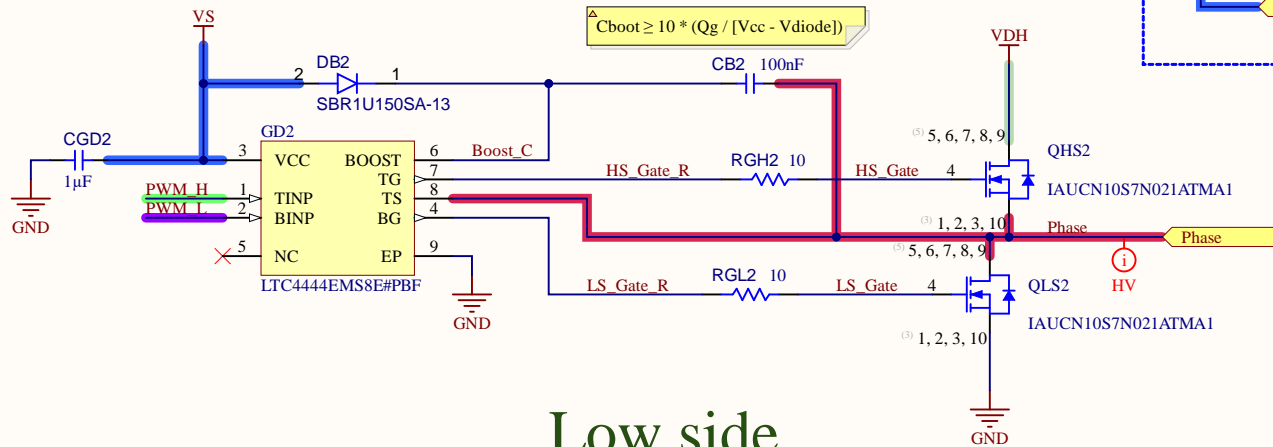 VS
Cboot ≥ 10 * (Qg / [Vcc - Vdiode])
VDH
DB2
2
1
SBR1U150SA-13
CB2
100nF
CGD2
1µF
GND
GD2
3
VCC
BOOST
6
Boost_C
TG
7
HS_Gate_R
RGH2 10
HS_Gate
4
(5) 5, 6, 7, 8, 9
QHS2
IAUCN10S7N021ATMA1
PWM_H
1
TINP
TS
8
PWM_L
2
BINP
BG
4
(3) 1, 2, 3, 10
Phase
Phase
5
NC
EP
9
(5) 5, 6, 7, 8, 9
i
HV
LTC4444EMS8E#PBF
LS_Gate_R
RGL2 10
LS_Gate
4
QLS2
IAUCN10S7N021ATMA1
GND
(3) 1, 2, 3, 10
GND
Low side